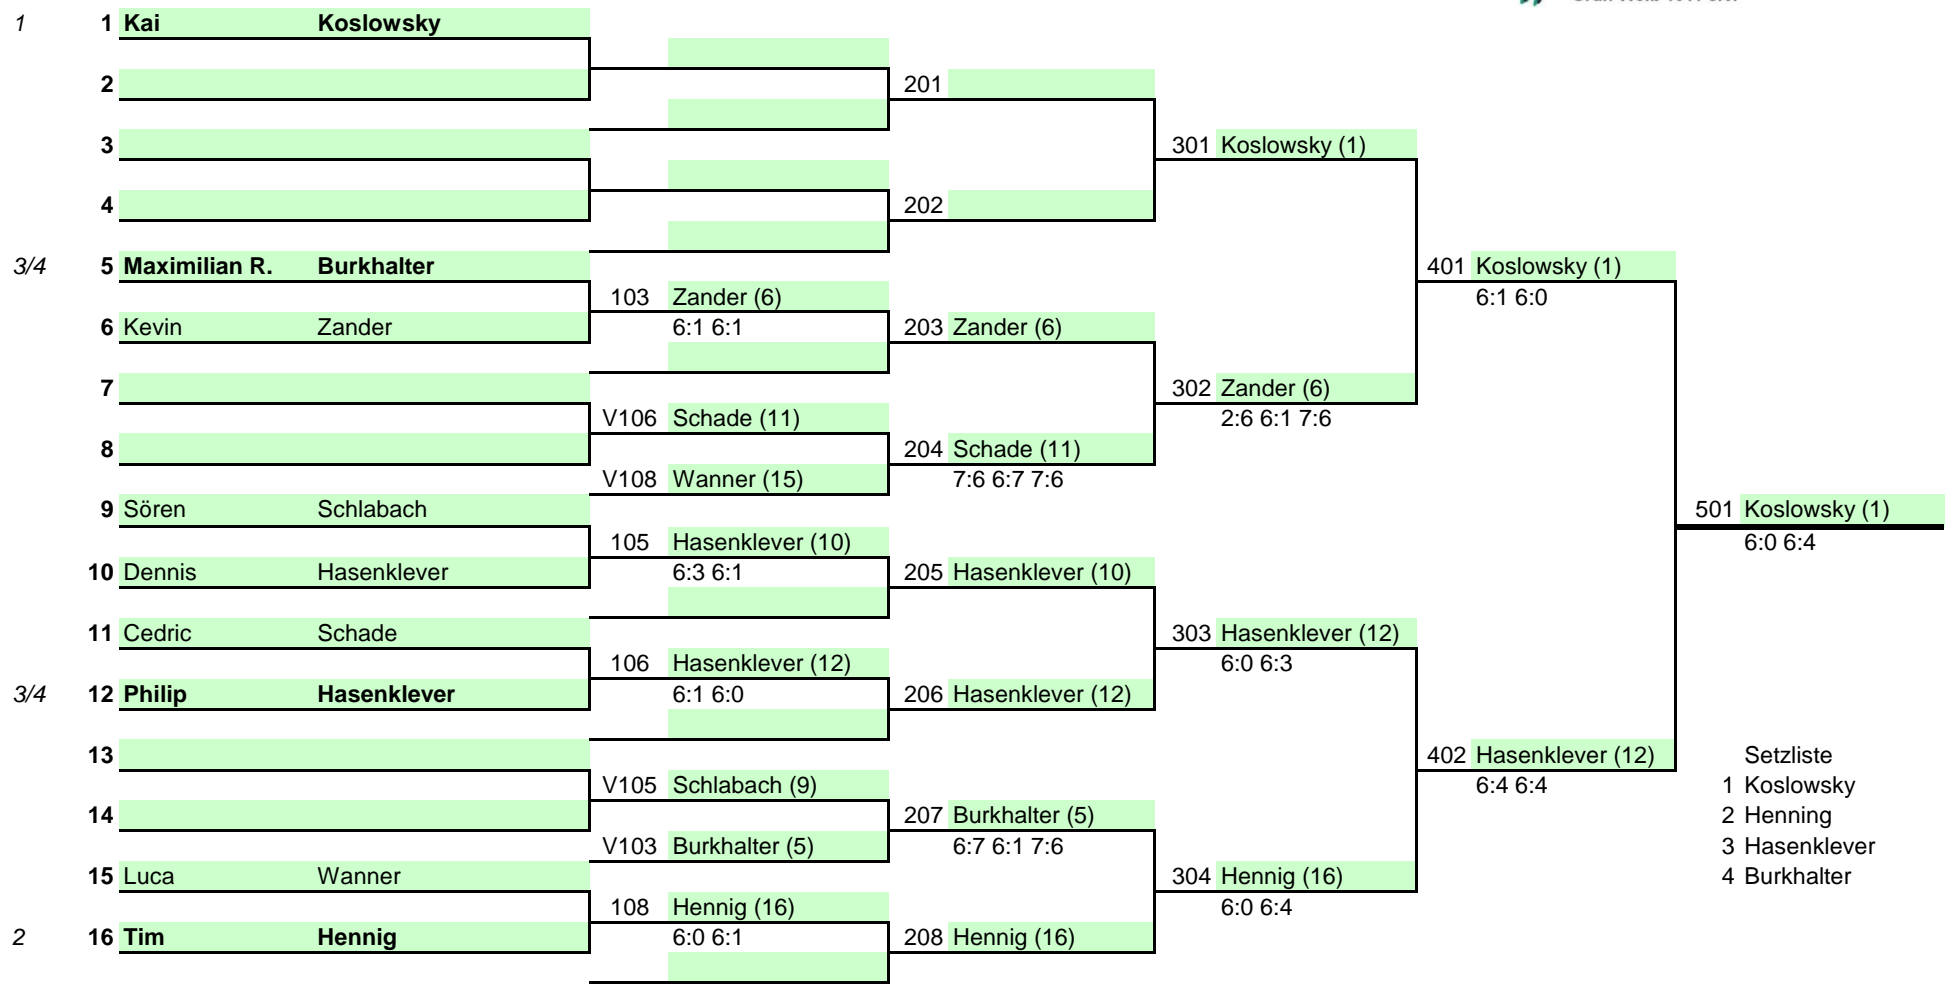 1 1 Kai Koslowsky
2 201
3 301 Koslowsky (1)
4 202
3/4 5 Maximilian R. Burkhalter 401 Koslowsky (1)
103 Zander (6) 6:1 6:0
6 Kevin Zander 6:1 6:1 203 Zander (6)
7 302 Zander (6)
V106 Schade (11) 2:6 6:1 7:6
8 204 Schade (11)
V108 Wanner (15) 7:6 6:7 7:6
9 Sören Schlabach 501 Koslowsky (1)
105 Hasenklever (10) 6:0 6:4
10 Dennis Hasenklever 6:3 6:1 205 Hasenklever (10)
11 Cedric Schade 303 Hasenklever (12)
106 Hasenklever (12) 6:0 6:3
3/4 12 Philip Hasenklever 6:1 6:0 206 Hasenklever (12)
13 402 Hasenklever (12) Setzliste
V105 Schlabach (9) 6:4 6:4 1 Koslowsky
14 207 Burkhalter (5) 2 Henning
V103 Burkhalter (5) 6:7 6:1 7:6 3 Hasenklever
15 Luca Wanner 304 Hennig (16) 4 Burkhalter
108 Hennig (16) 6:0 6:4
2 16 Tim Hennig 6:0 6:1 208 Hennig (16)